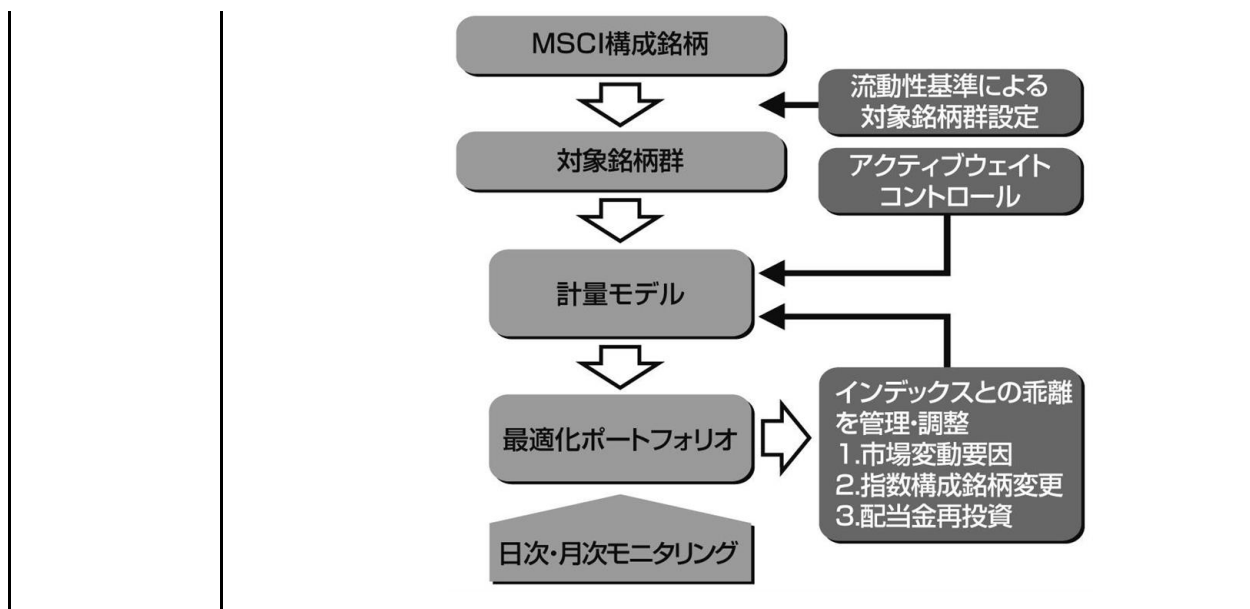 MSCI構成銘柄
流動性基準による
対象銘柄群設定
対象銘柄群
アクティブウェイト
コントロール
計量モデル
最適化ポートフォリオ
インデックスとの乖離
を管理・調整
1.市場変動要因
2.指数構成銘柄変更
3.配当金再投資
日次・月次モニタリング